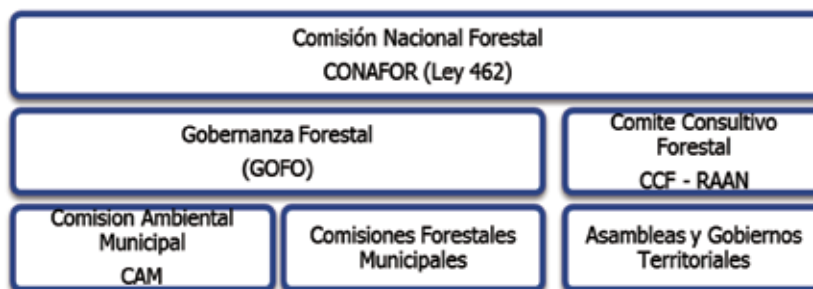 Comisión Nacional Forestal
CONAFOR (Ley 462)
Gobernanza Forestal
(GOFO)
Comite Consultivo
Forestal
CCF - RAAN
Comision Ambiental
Municipal
CAM
Comisiones Forestales
Municipales
Asambleas y Gobiernos
Territoriales